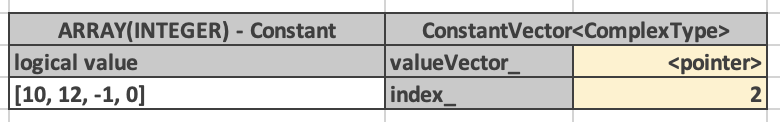 ARRAY(INTEGER) - Constant ConstantVector<ComplexType>
logical value valueVector_ <pointer>
[10, 12, -1, 0] index_ 2